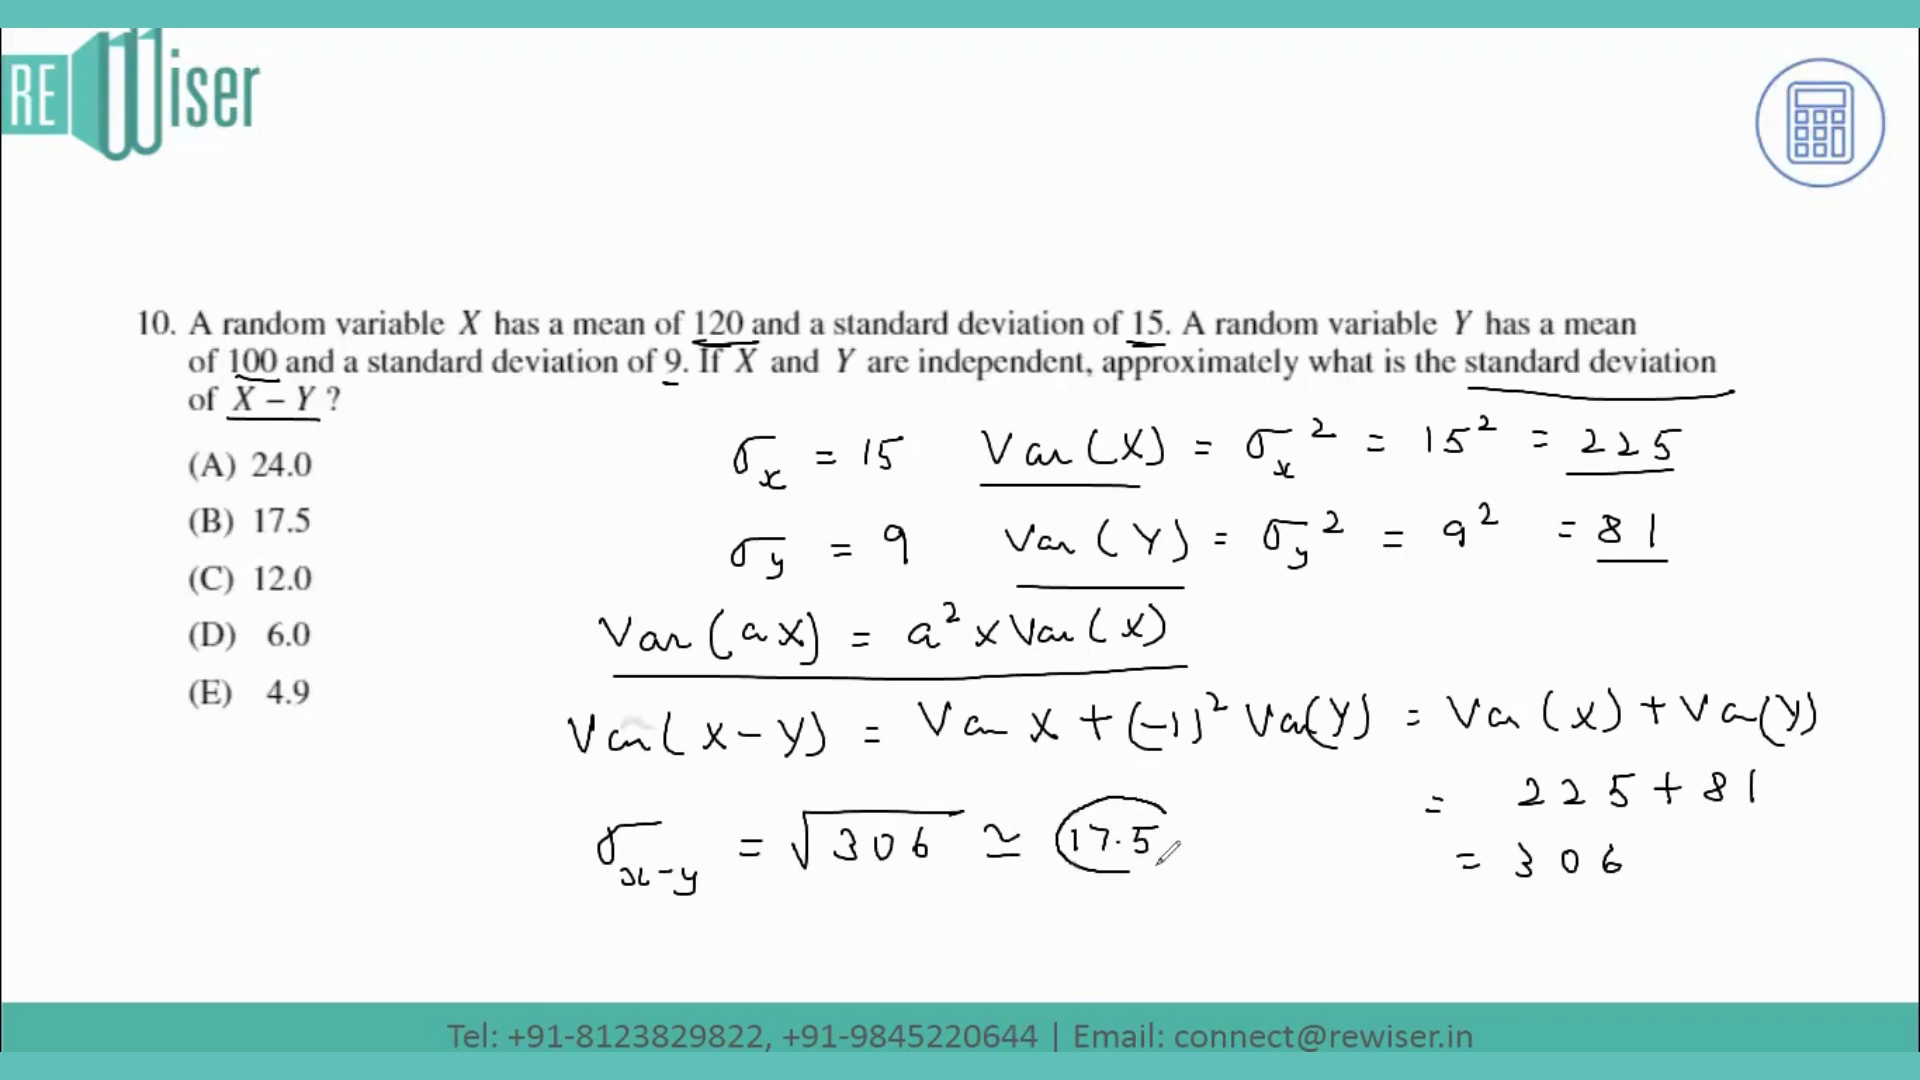 REWiser
10. A random variable X has a mean of 120 and a standard deviation of 15. A random variable Y has a mean
of 100 and a standard deviation of 9. If X and Y are independent, approximately what is the standard deviation
of X − Y ?
(A) 24.0
(B) 17.5
(C) 12.0
(D) 6.0
(E) 4.9
σx = 15 Var(X) = σx² = 15² = 225
σy = 9 Var(Y) = σy² = 9² = 81
Var(aX) = a² x Var(X)
Var(X-Y) = Var X + (-1)² Var(Y) = Var(X) + Var(Y)
= 225 + 81
= 306
σx-y = √306 ≃ 17.5
Tel: +91-8123829822, +91-9845220644 | Email: connect@rewiser.in